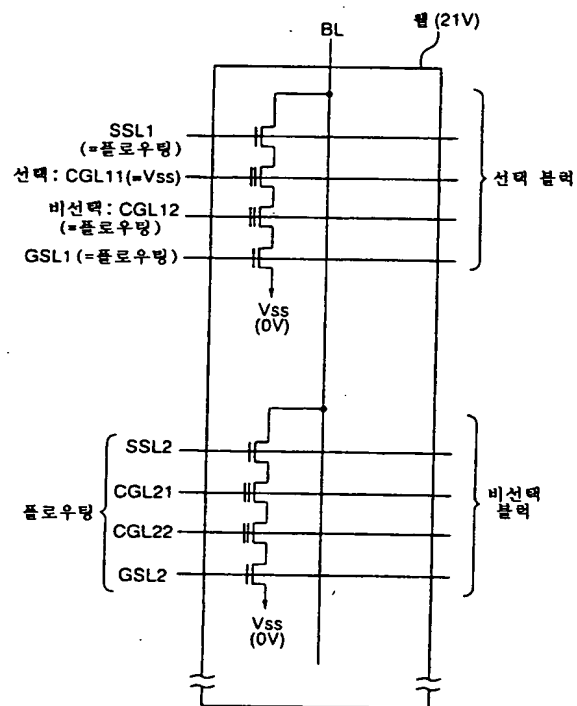 웰 (21V)
BL
SSL1
(=플로우팅)
선택: CGL11(=Vss)
비선택: CGL12
(=플로우팅)
GSL1 (=플로우팅)
Vss
(0V)
선택 블럭
플로우팅
SSL2
CGL21
CGL22
GSL2
Vss
(0V)
비선택
블럭